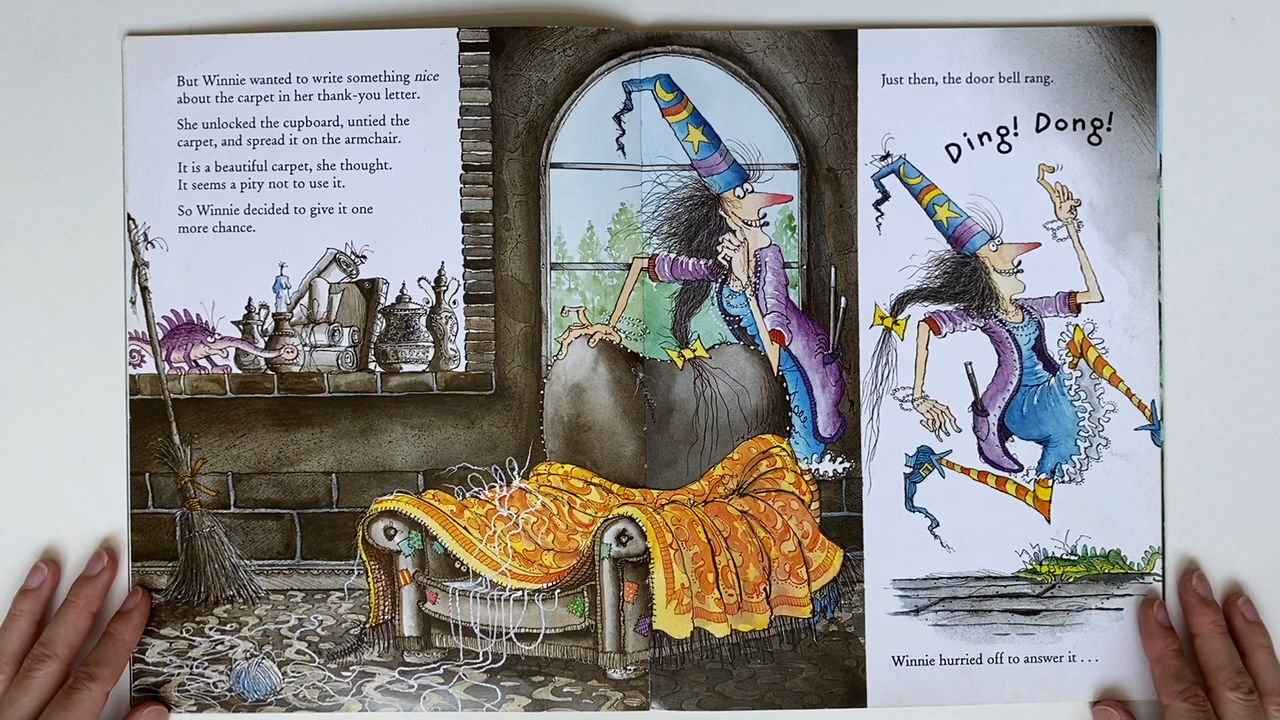 But Winnie wanted to write something nice
about the carpet in her thank-you letter.
She unlocked the cupboard, untied the
carpet, and spread it on the armchair.
It is a beautiful carpet, she thought.
It seems a pity not to use it.
So Winnie decided to give it one
more chance.
Just then, the door bell rang.
Ding! Dong!
Winnie hurried off to answer it . . .